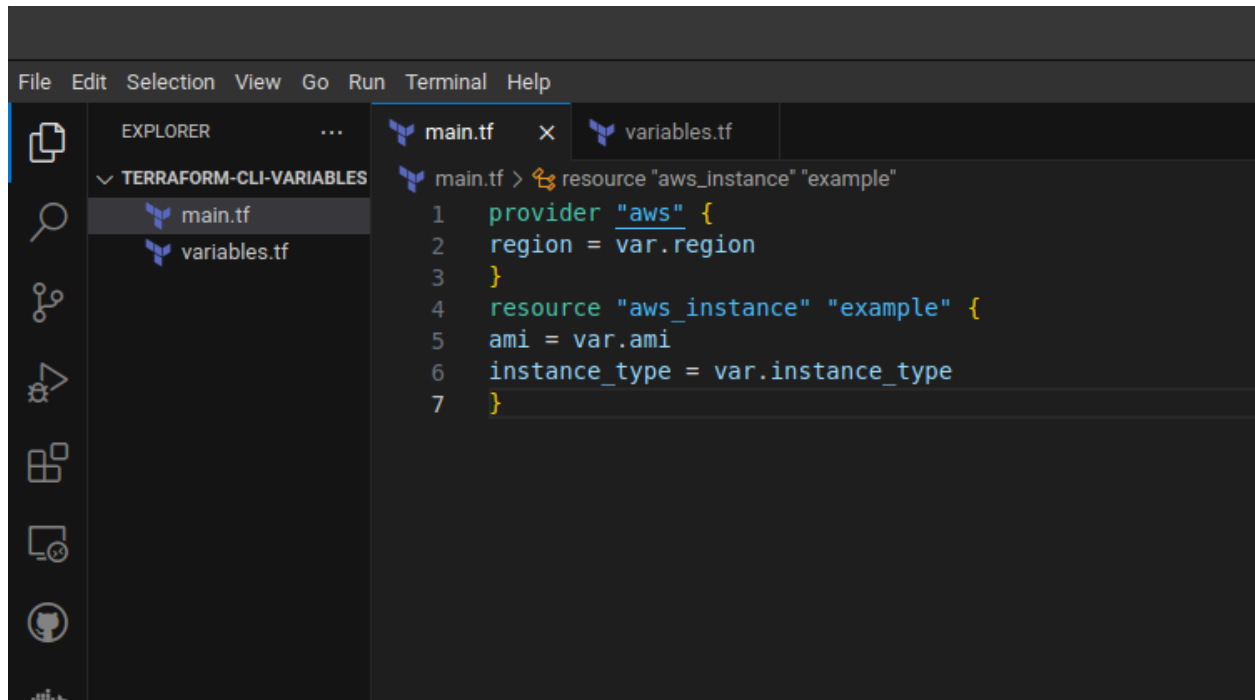 File Edit Selection View Go Run Terminal Help
EXPLORER ...
main.tf
variables.tf
TERRAFORM-CLI-VARIABLES
main.tf
variables.tf
main.tf > resource "aws_instance" "example"
1 provider "aws" {
2 region = var.region
3 }
4 resource "aws_instance" "example" {
5 ami = var.ami
6 instance_type = var.instance_type
7 }